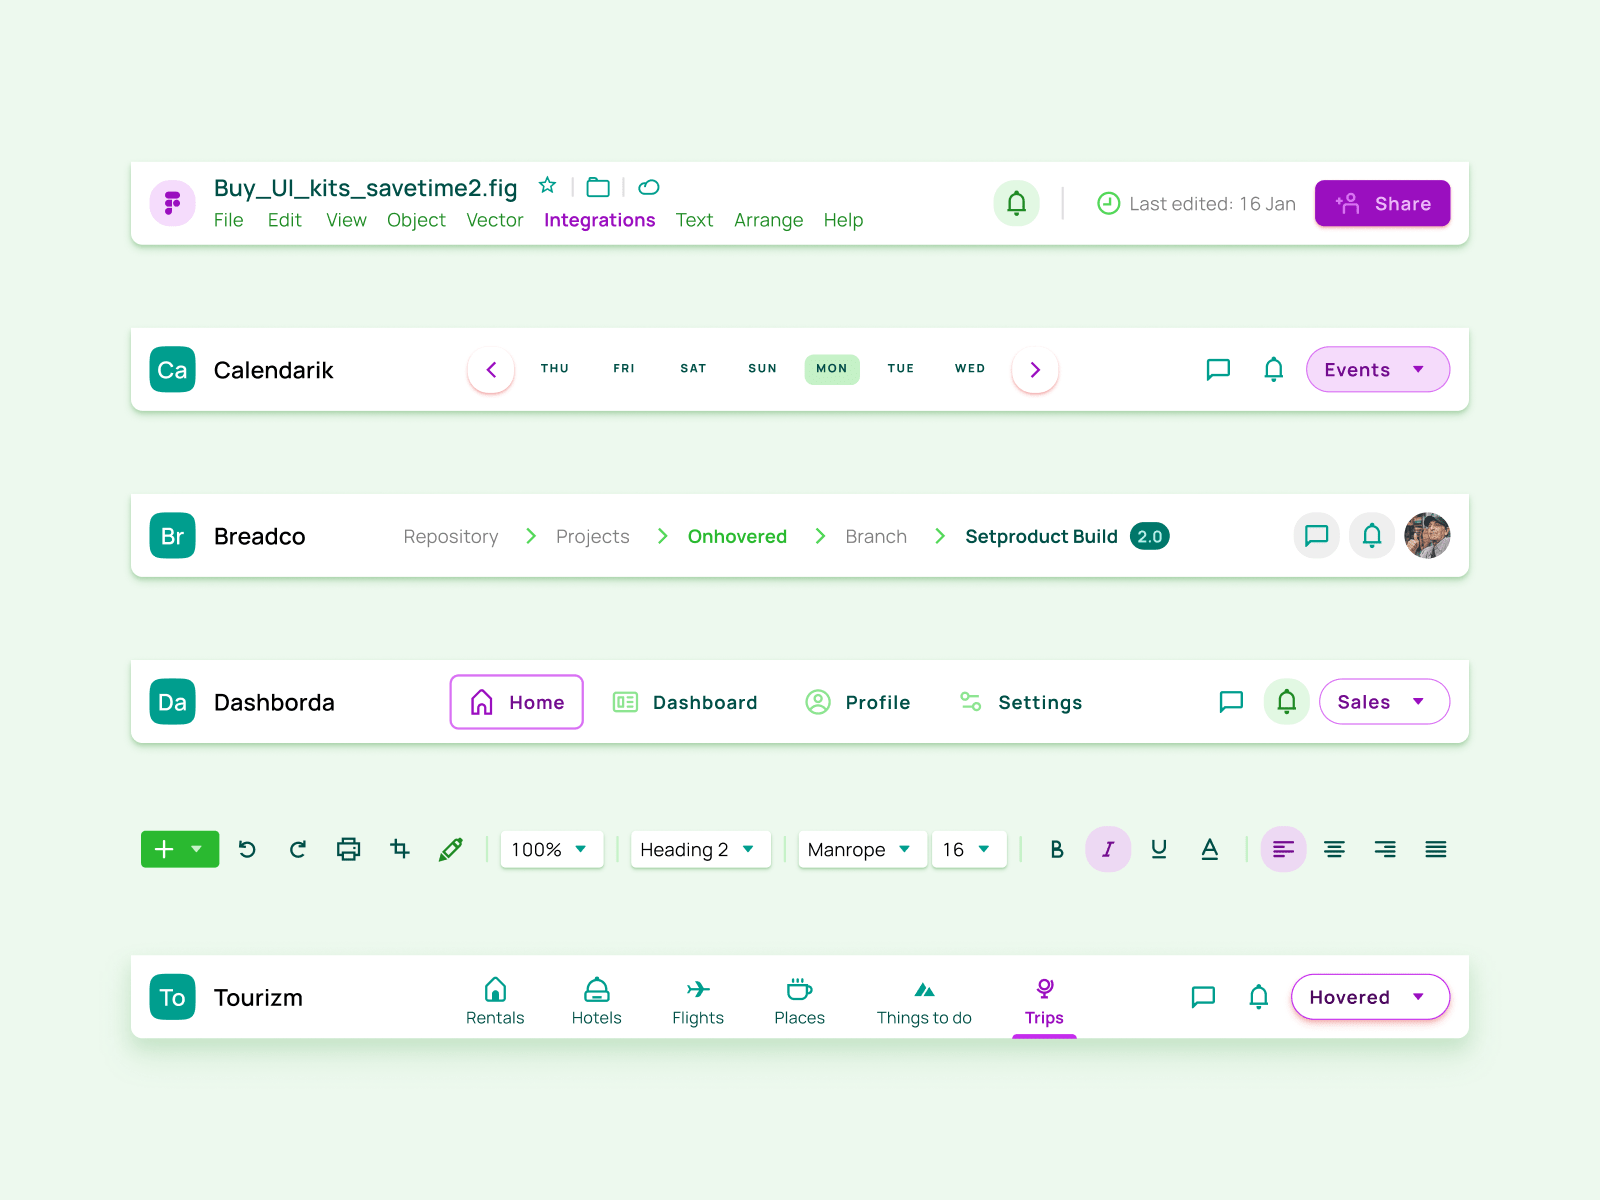 Buy_UI_kits_savetime2.fig
File Edit View Object Vector Integrations Text Arrange Help
Last edited: 16 Jan
Share
Ca Calendarik
THU FRI SAT SUN MON TUE WED
Events
Br Breadco
Repository Projects Onhovered Branch Setproduct Build 2.0
Da Dashborda
Home Dashboard Profile Settings
Sales
100% Heading 2 Manrope 16 B I U A
To Tourizm
Rentals Hotels Flights Places Things to do Trips
Hovered